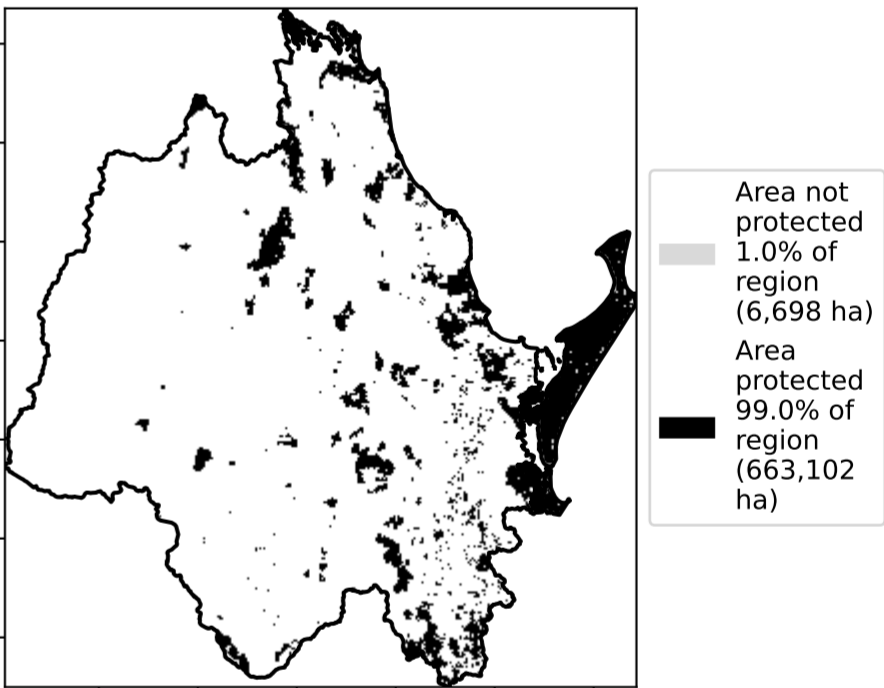 Area not
protected
1.0% of
region
(6,698 ha)
Area
protected
99.0% of
region
(663,102
ha)